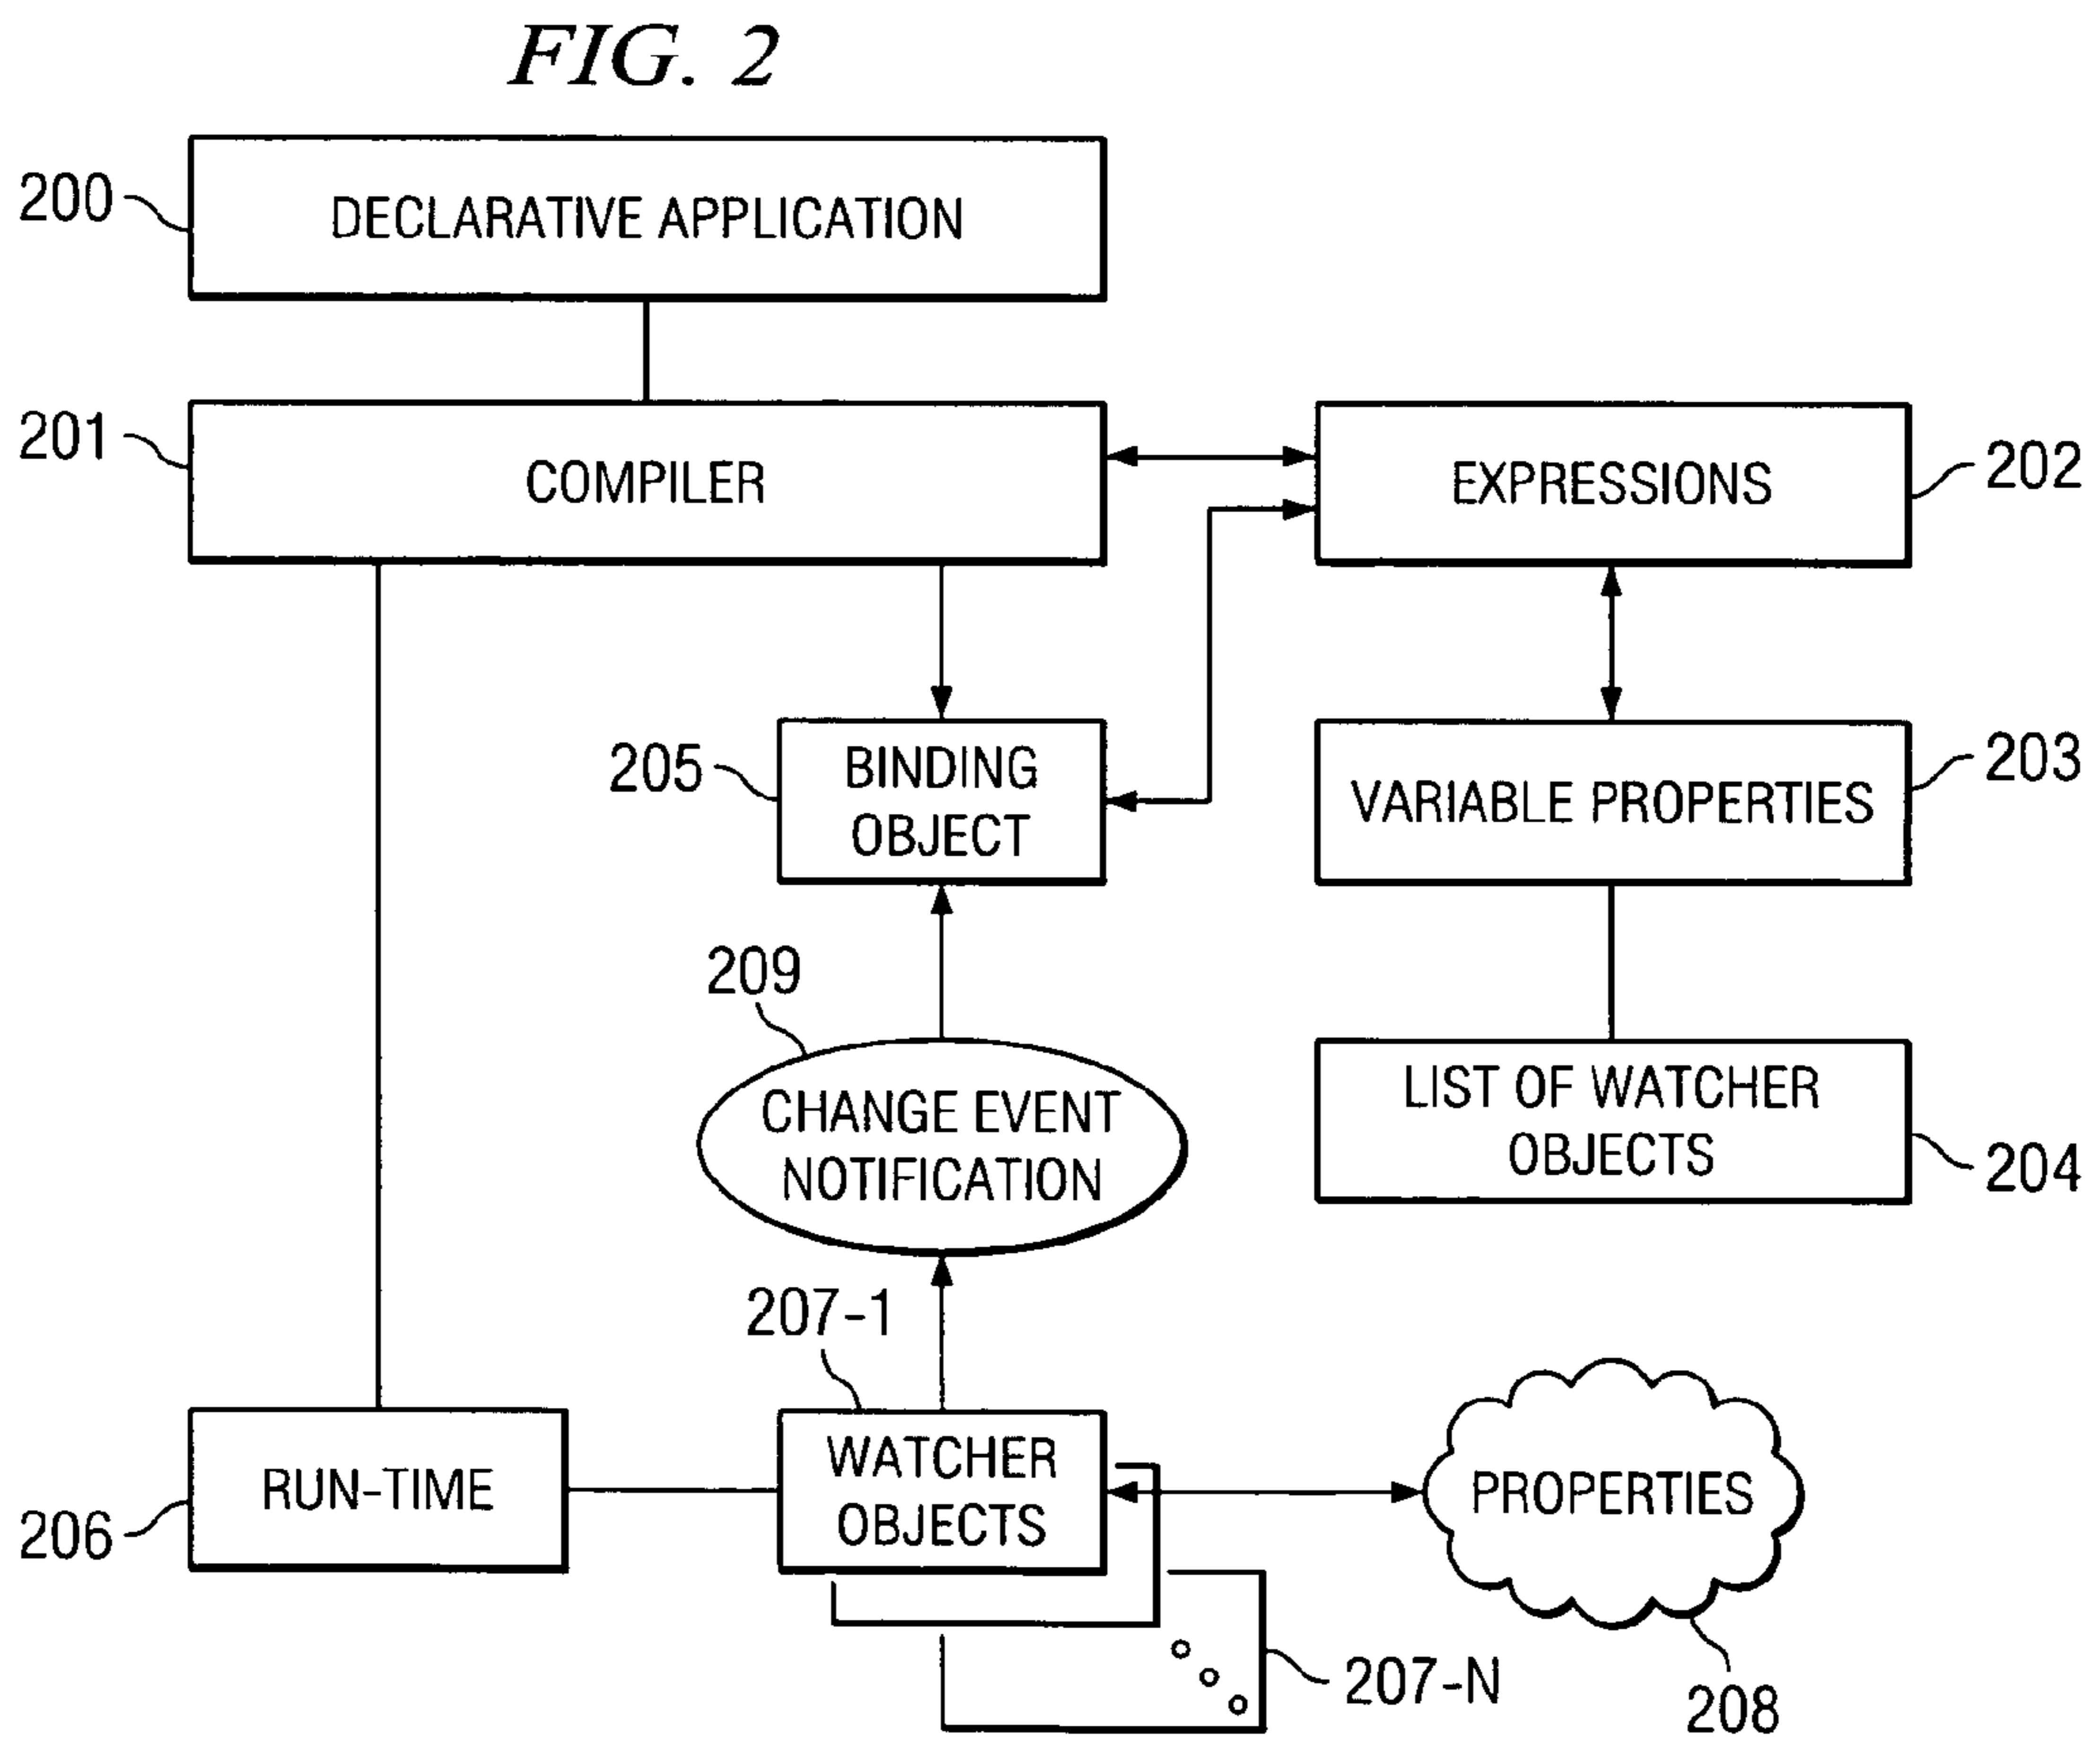 FIG. 2
200
DECLARATIVE APPLICATION
201
COMPILER
EXPRESSIONS
202
205
BINDING
OBJECT
VARIABLE PROPERTIES
203
209
CHANGE EVENT
NOTIFICATION
LIST OF WATCHER
OBJECTS
204
207-1
RUN-TIME
206
WATCHER
OBJECTS
PROPERTIES
207-N
208